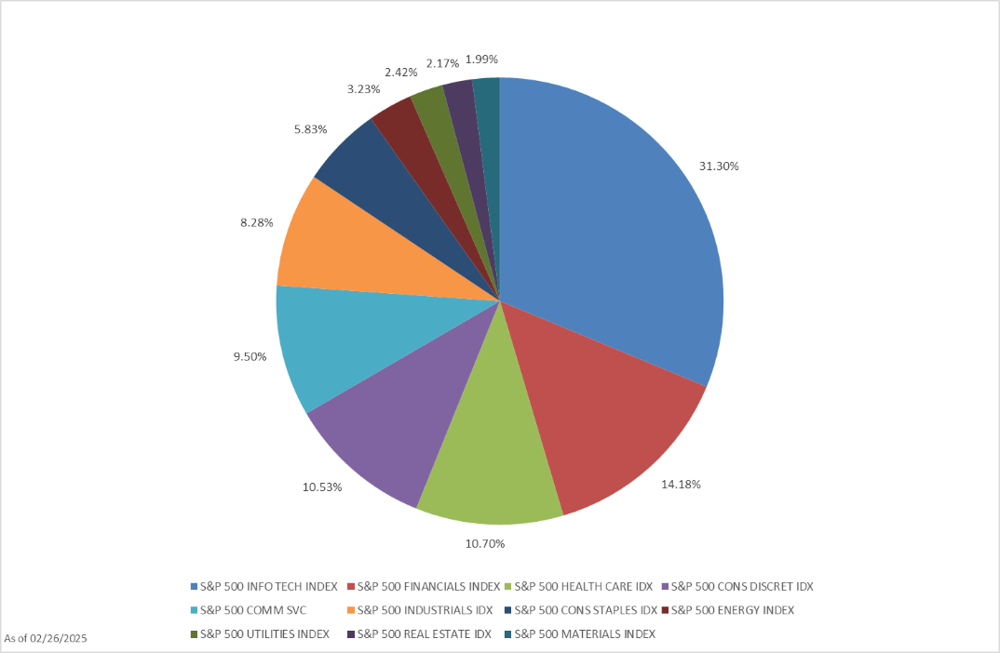 1.99%
2.17%
2.42%
3.23%
5.83%
31.30%
8.28%
9.50%
14.18%
10.53%
10.70%
S&P 500 INFO TECH INDEX S&P 500 FINANCIALS INDEX S&P 500 HEALTH CARE IDX S&P 500 CONS DISCRET IDX
S&P 500 COMM SVC S&P 500 INDUSTRIALS IDX S&P 500 CONS STAPLES IDX S&P 500 ENERGY INDEX
S&P 500 UTILITIES INDEX S&P 500 REAL ESTATE IDX S&P 500 MATERIALS INDEX
As of 02/26/2025